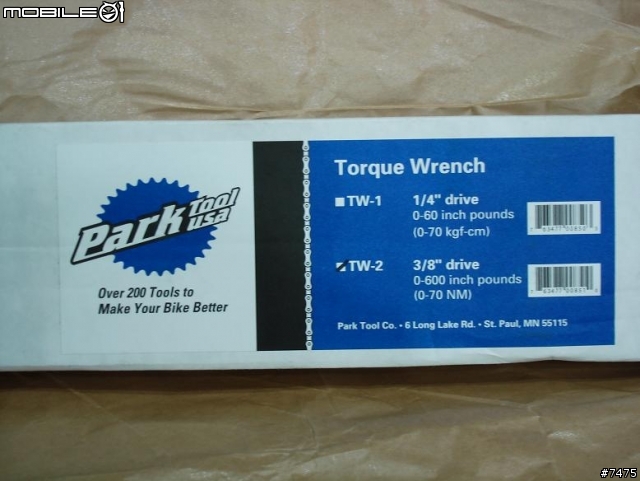 MOBILE01
Park Tool
usa
Over 200 Tools to
Make Your Bike Better
Torque Wrench
TW-1 1/4" drive
0-60 inch pounds
(0-70 kgf-cm)
TW-2 3/8" drive
0-600 inch pounds
(0-70 NM)
Park Tool Co. • 6 Long Lake Rd. • St. Paul, MN 55115
#7475